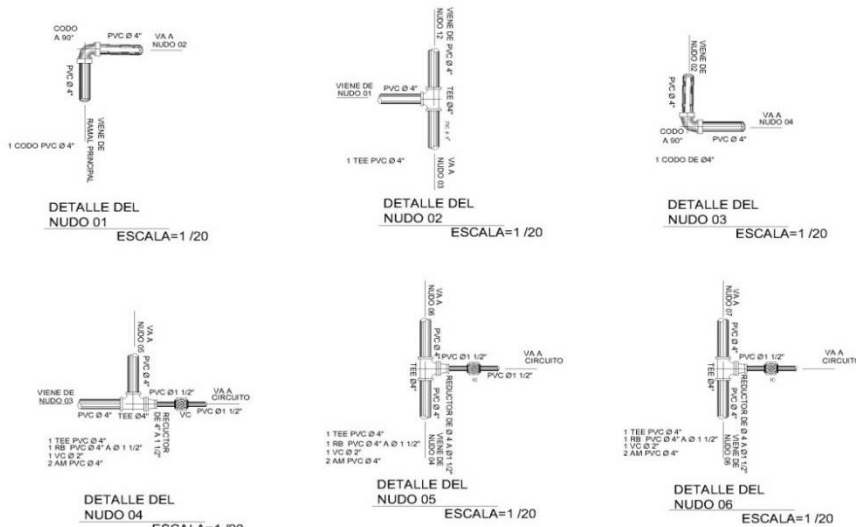 CODO
A 90°
PVC Ø 4"
VA A
NUDO 02
PVC Ø 4"
VIENE DE
RAMAL PRINCIPAL
1 CODO PVC Ø 4"
DETALLE DEL
NUDO 01
ESCALA=1 /20
VIENE DE
NUDO 12
PVC Ø 4"
VIENE DE
NUDO 01
PVC Ø 4"
TEE Ø4"
VA A
NUDO 03
1 TEE PVC Ø 4"
DETALLE DEL
NUDO 02
ESCALA=1 /20
VIENE DE
NUDO 02
PVC Ø 4"
CODO
A 90°
PVC Ø 4"
VA A
NUDO 04
1 CODO DE Ø4"
DETALLE DEL
NUDO 03
ESCALA=1 /20
VA A
NUDO 05
PVC Ø 4"
VIENE DE
NUDO 03
PVC Ø 4"
TEE Ø4"
PVC Ø1 1/2"
VC
VA A
CIRCUITO
PVC Ø1 1/2"
DE 4" A 1 1/2"
1 TEE PVC Ø 4"
1 RB PVC Ø 4" A Ø 1 1/2"
1 VC Ø 2"
2 AM PVC Ø 4"
DETALLE DEL
NUDO 04
VA A
NUDO 06
PVC Ø 4"
TEE Ø4"
PVC Ø1 1/2"
VC
VA A
CIRCUITO
PVC Ø1 1/2"
REDUCTOR DE Ø 4 A Ø1 1/2"
PVC Ø 4"
VIENE DE
NUDO 04
1 TEE PVC Ø 4"
1 RB PVC Ø 4" A Ø 1 1/2"
1 VC Ø 2"
2 AM PVC Ø 4"
DETALLE DEL
NUDO 05
ESCALA=1 /20
VA A
NUDO 07
PVC Ø 4"
TEE Ø4"
PVC Ø1 1/2"
VC
VA A
CIRCUITO
REDUCTOR DE Ø 4 A Ø1 1/2"
PVC Ø 4"
VIENE DE
1 TEE PVC Ø 4"
1 RB PVC Ø 4" A Ø 1 1/2"
1 VC Ø 2"
2 AM PVC Ø 4"
DETALLE DEL
NUDO 06
ESCALA=1 /20